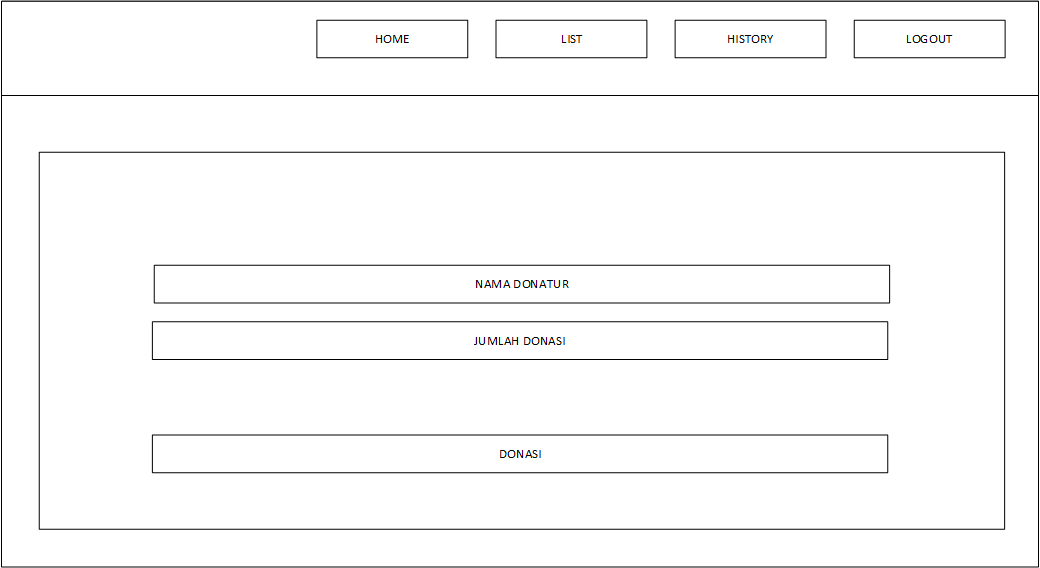 HOME
LIST
HISTORY
LOGOUT
NAMA DONATUR
JUMLAH DONASI
DONASI